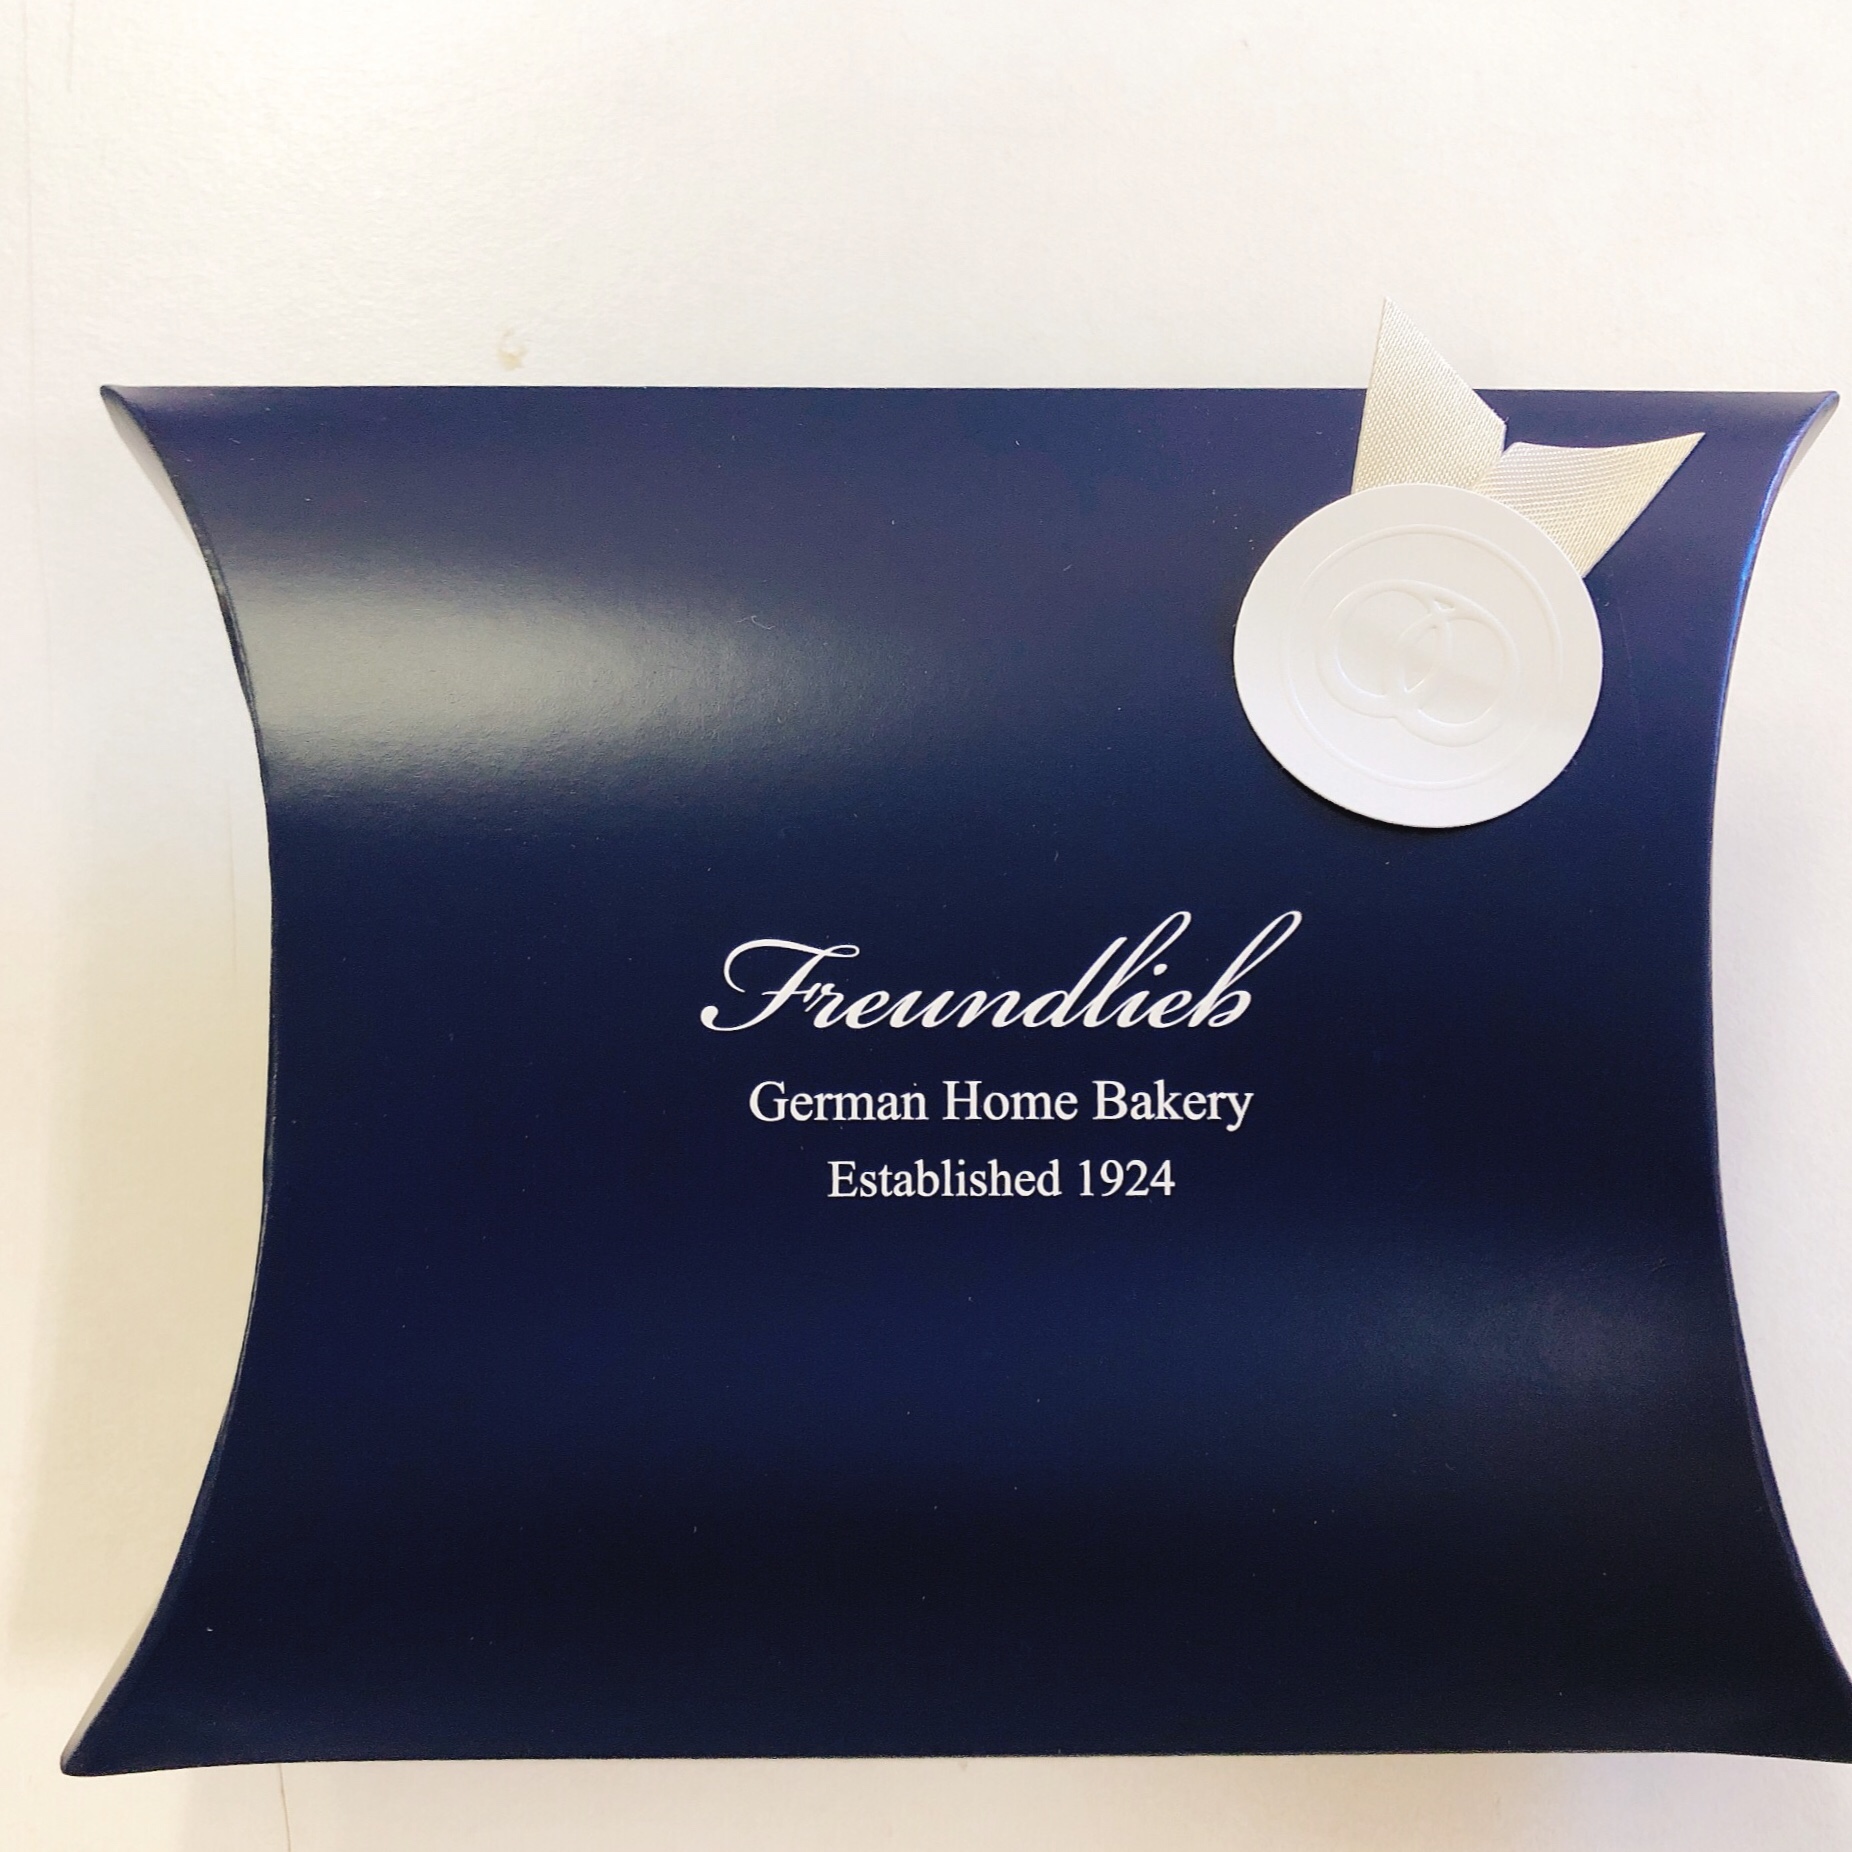 Freundlieb
German Home Bakery
Established 1924